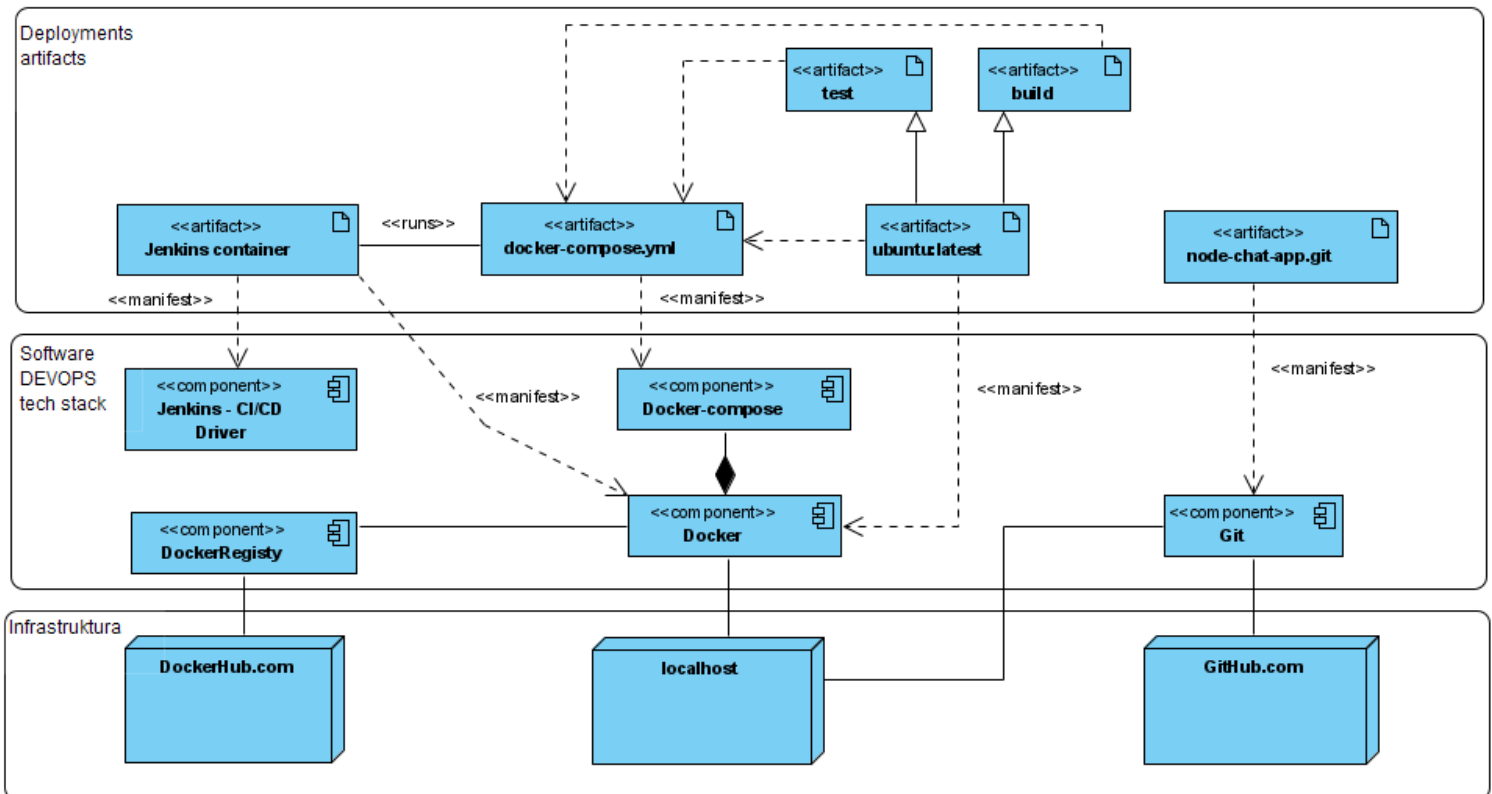 Deployments
artifacts
<<artifact>>
test
<<artifact>>
build
<<artifact>>
Jenkins container
<<runs>>
<<artifact>>
docker-compose.yml
<<artifact>>
ubuntu:latest
<<artifact>>
node-chat-app.git
<<manifest>>
<<manifest>>
Software
DEVOPS
tech stack
<<component>>
Jenkins - CI/CD
Driver
<<manifest>>
<<component>>
Docker-compose
<<manifest>>
<<manifest>>
<<component>>
DockerRegisty
<<component>>
Docker
<<component>>
Git
Infrastruktura
DockerHub.com
localhost
GitHub.com